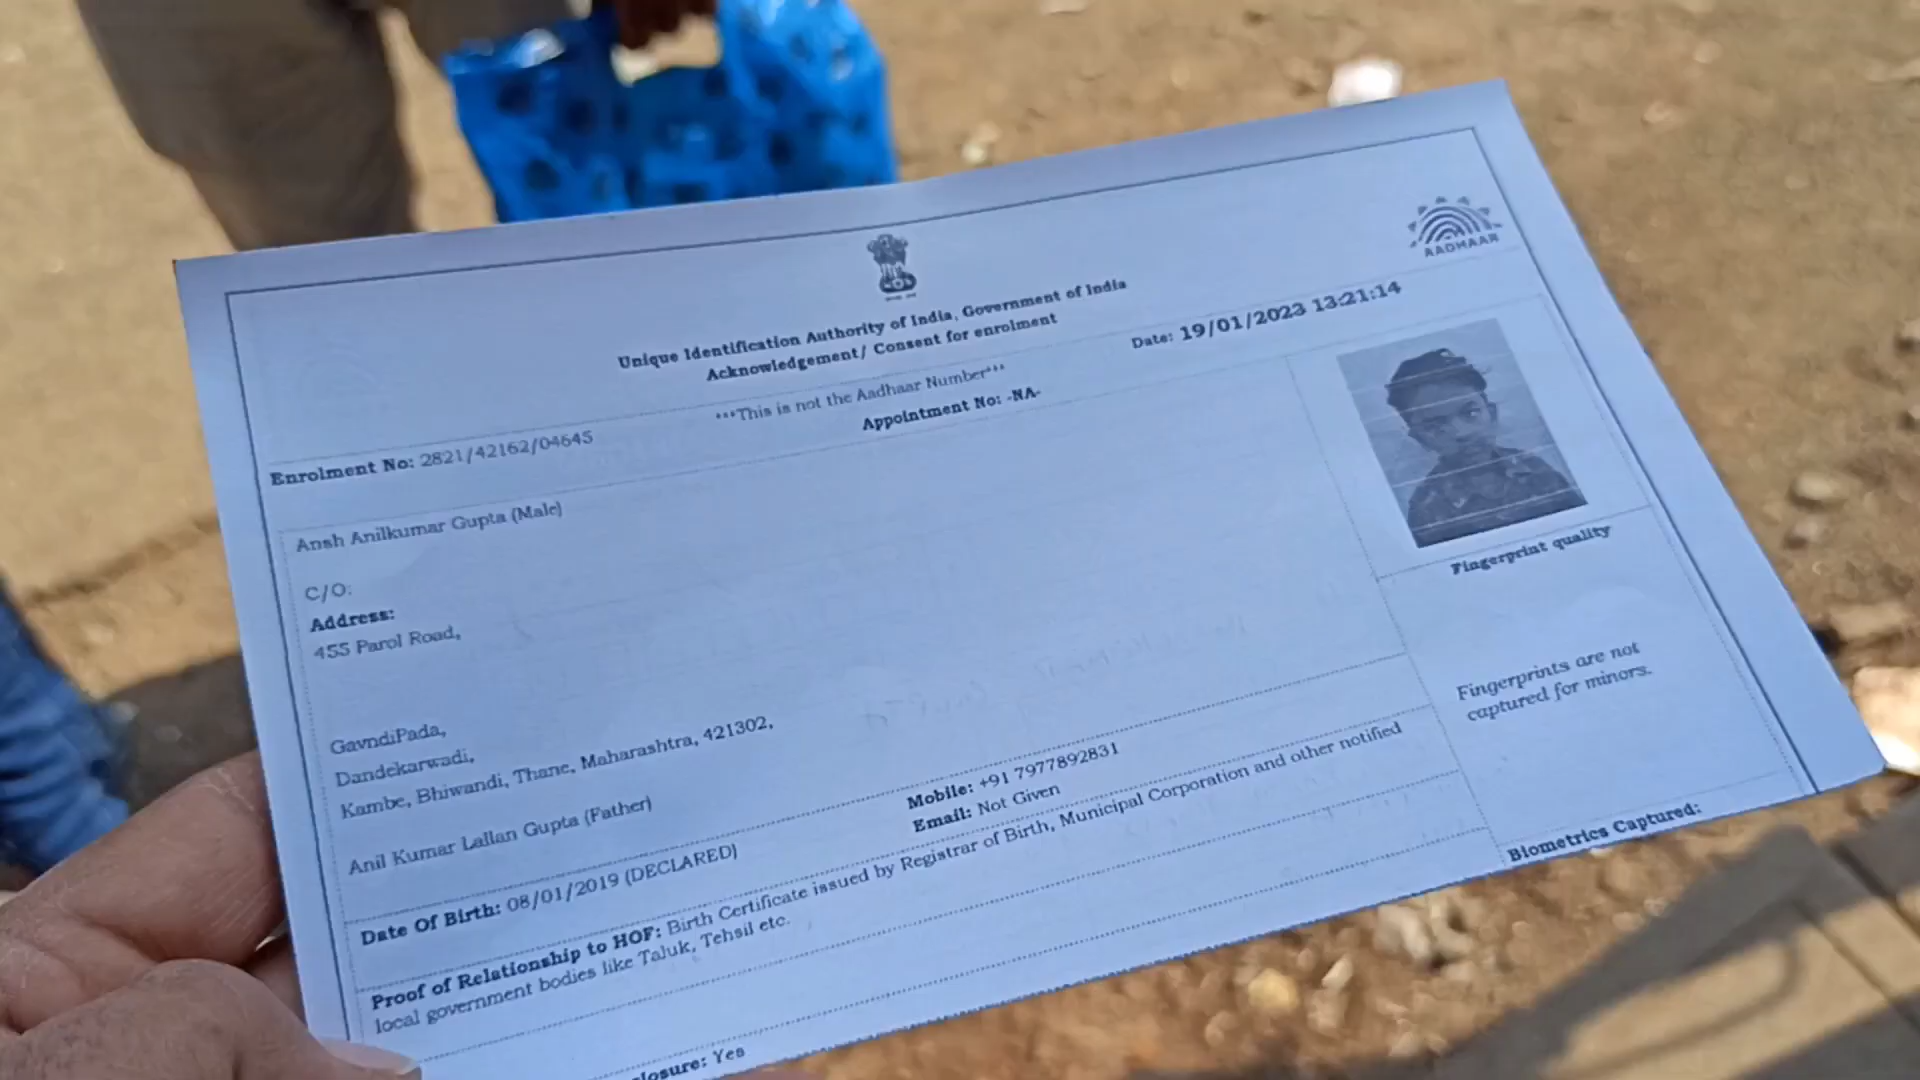 AADHAAR
Unique Identification Authority of India, Government of India
Acknowledgement/ Consent for enrolment
***This is not the Aadhaar Number***
Date: 19/01/2023 13:21:14
Enrolment No: 2821/42162/04645
Appointment No: -NA-
Ansh Anilkumar Gupta (Male)
C/O:
Address:
455 Parol Road,
GavndiPada,
Dandekarwadi,
Kambe, Bhiwandi, Thane, Maharashtra, 421302,
Anil Kumar Lallan Gupta (Father)
Mobile: +91 7977892831
Email: Not Given
Date Of Birth: 08/01/2019 (DECLARED)
Proof of Relationship to HOF: Birth Certificate issued by Registrar of Birth, Municipal Corporation and other notified
local government bodies like Taluk, Tehsil etc.
closure: Yes
Fingerprint quality
Fingerprints are not
captured for minors.
Biometrics Captured: